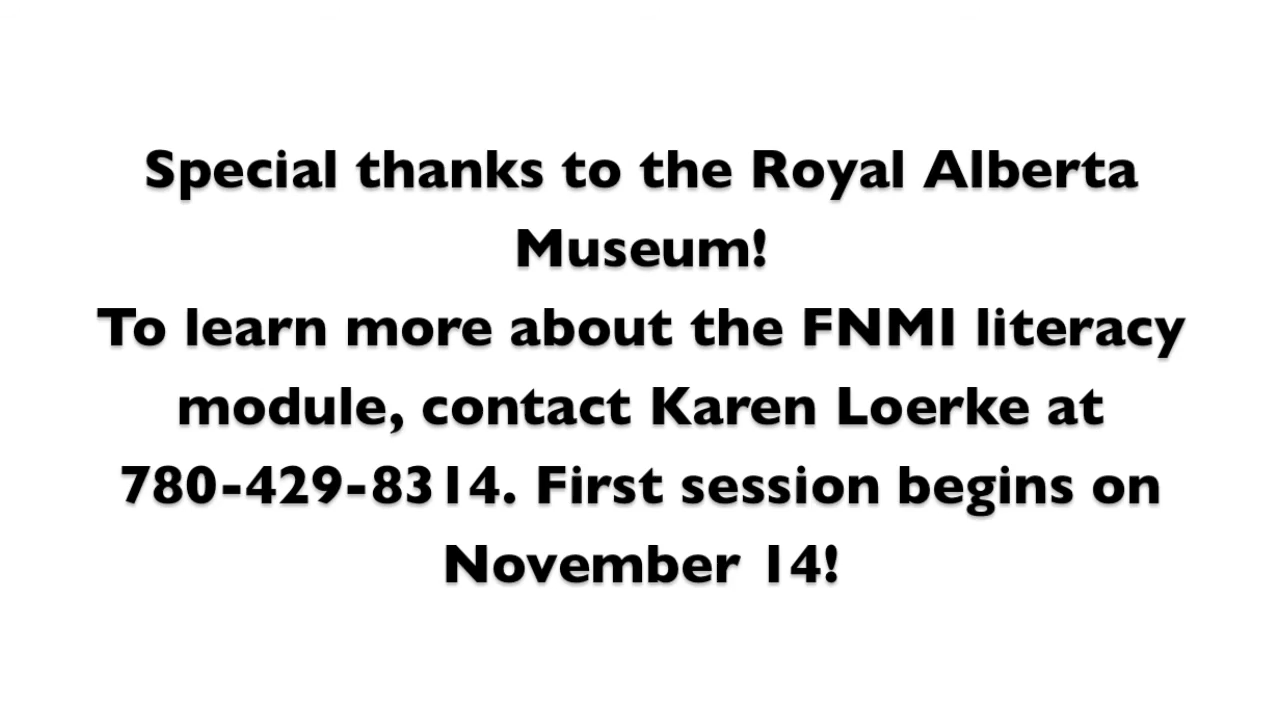 Special thanks to the Royal Alberta
Museum!
To learn more about the FNMI literacy
module, contact Karen Loerke at
780-429-8314. First session begins on
November 14!